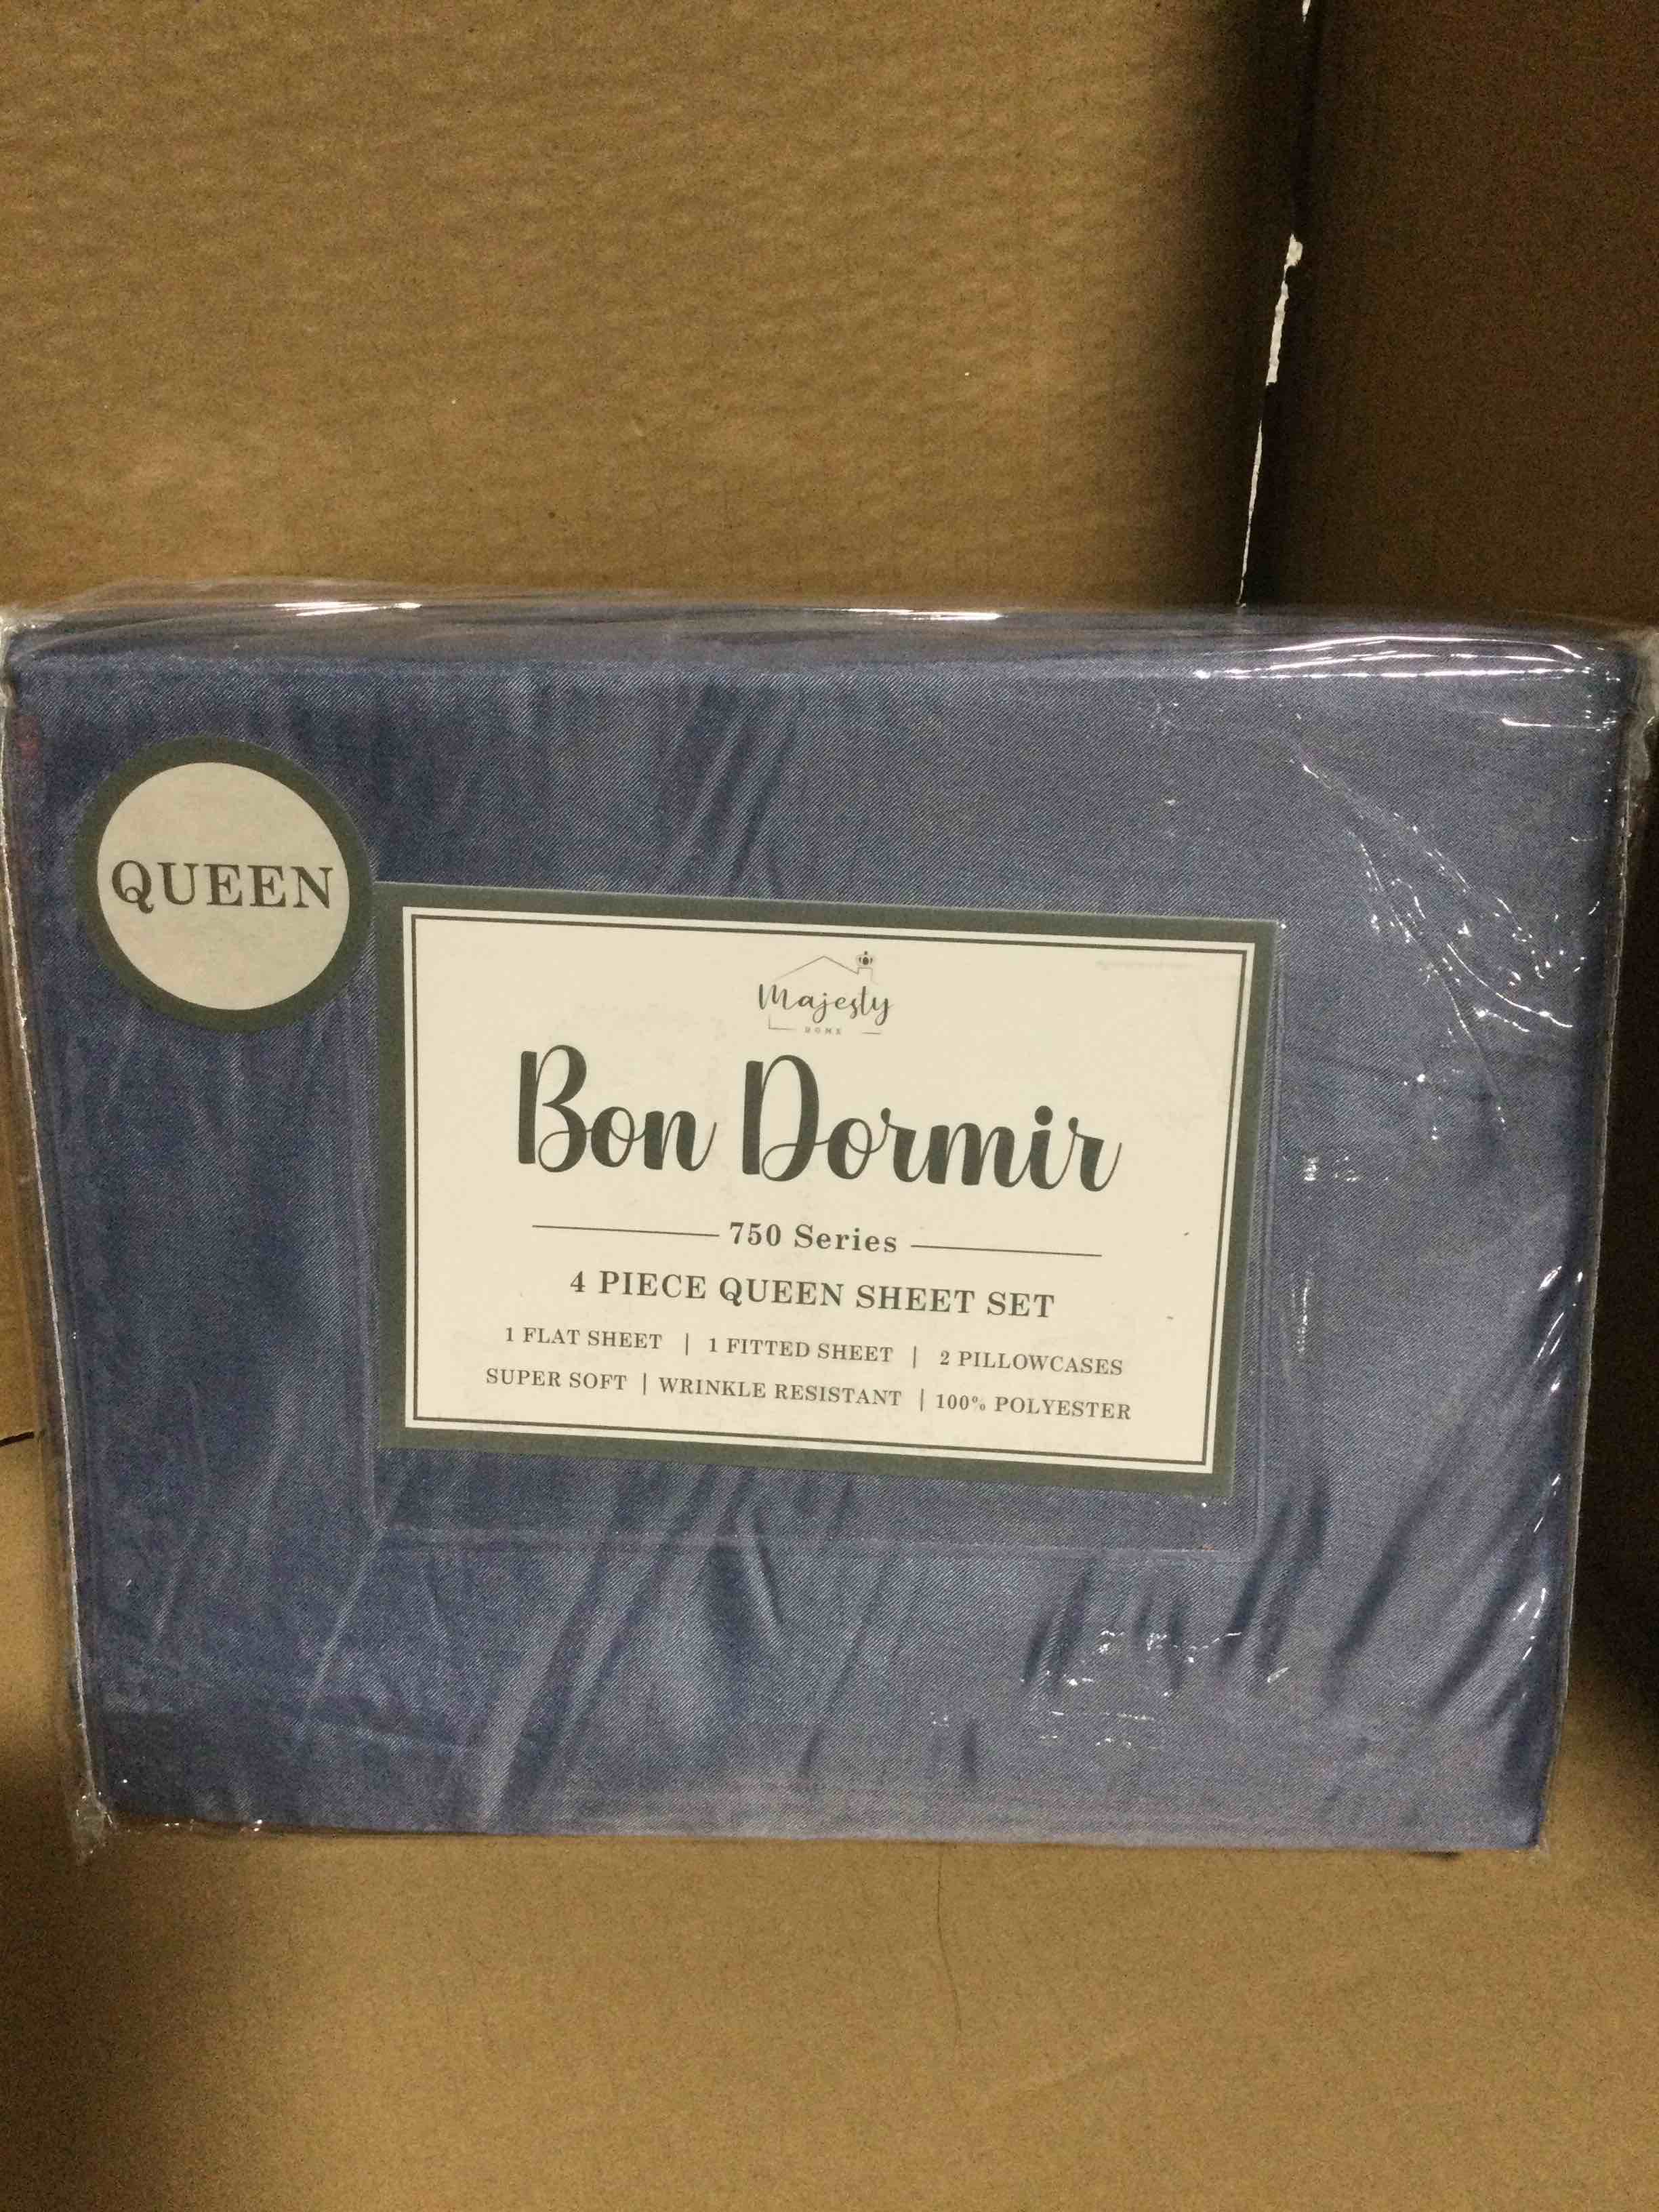 QUEEN
Majesty
HOME
Bon Dormir
750 Series
4 PIECE QUEEN SHEET SET
1 FLAT SHEET | 1 FITTED SHEET | 2 PILLOWCASES
SUPER SOFT | WRINKLE RESISTANT | 100% POLYESTER